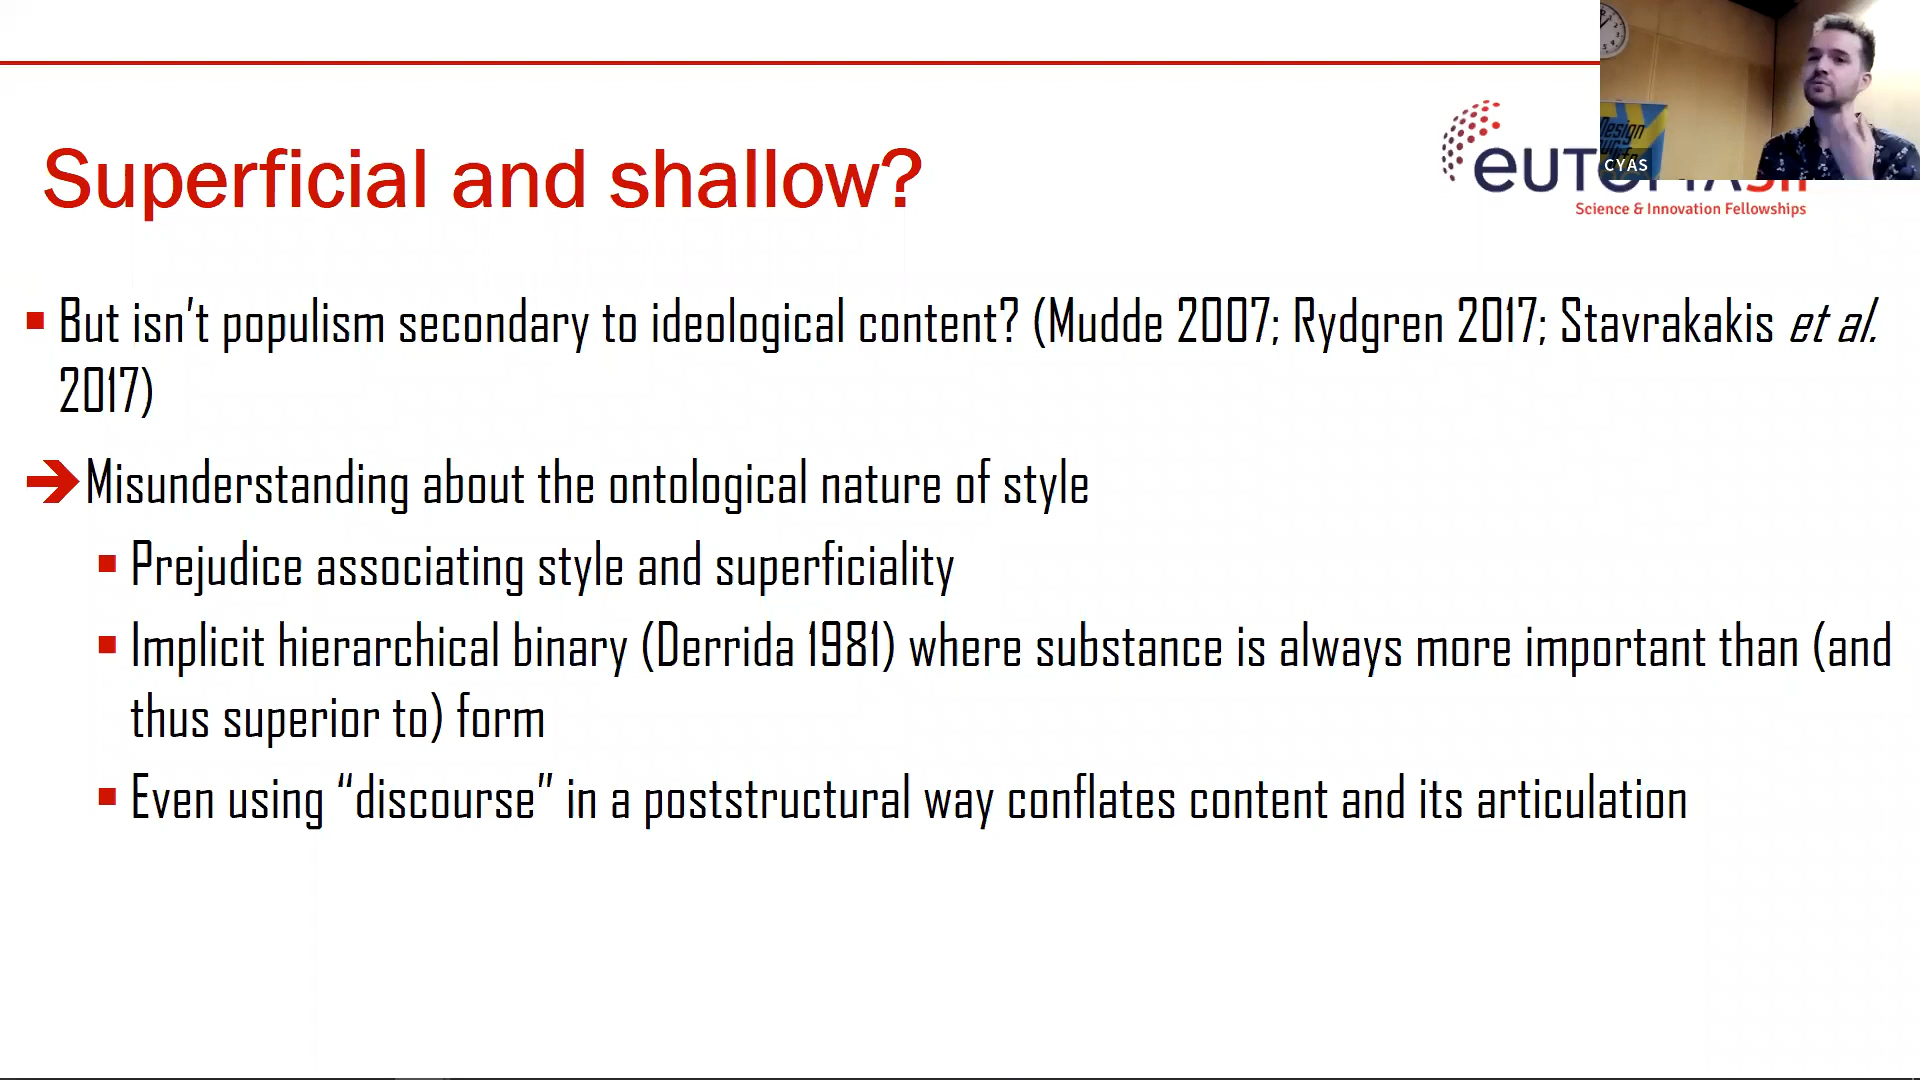 Superficial and shallow?
Science & Innovation Fellowships
Design
CYAS
But isn’t populism secondary to ideological content? (Mudde 2007; Rydgren 2017; Stavrakakis et al.
2017)
Misunderstanding about the ontological nature of style
Prejudice associating style and superficiality
Implicit hierarchical binary (Derrida 1981) where substance is always more important than (and
thus superior to) form
Even using “discourse” in a poststructural way conflates content and its articulation